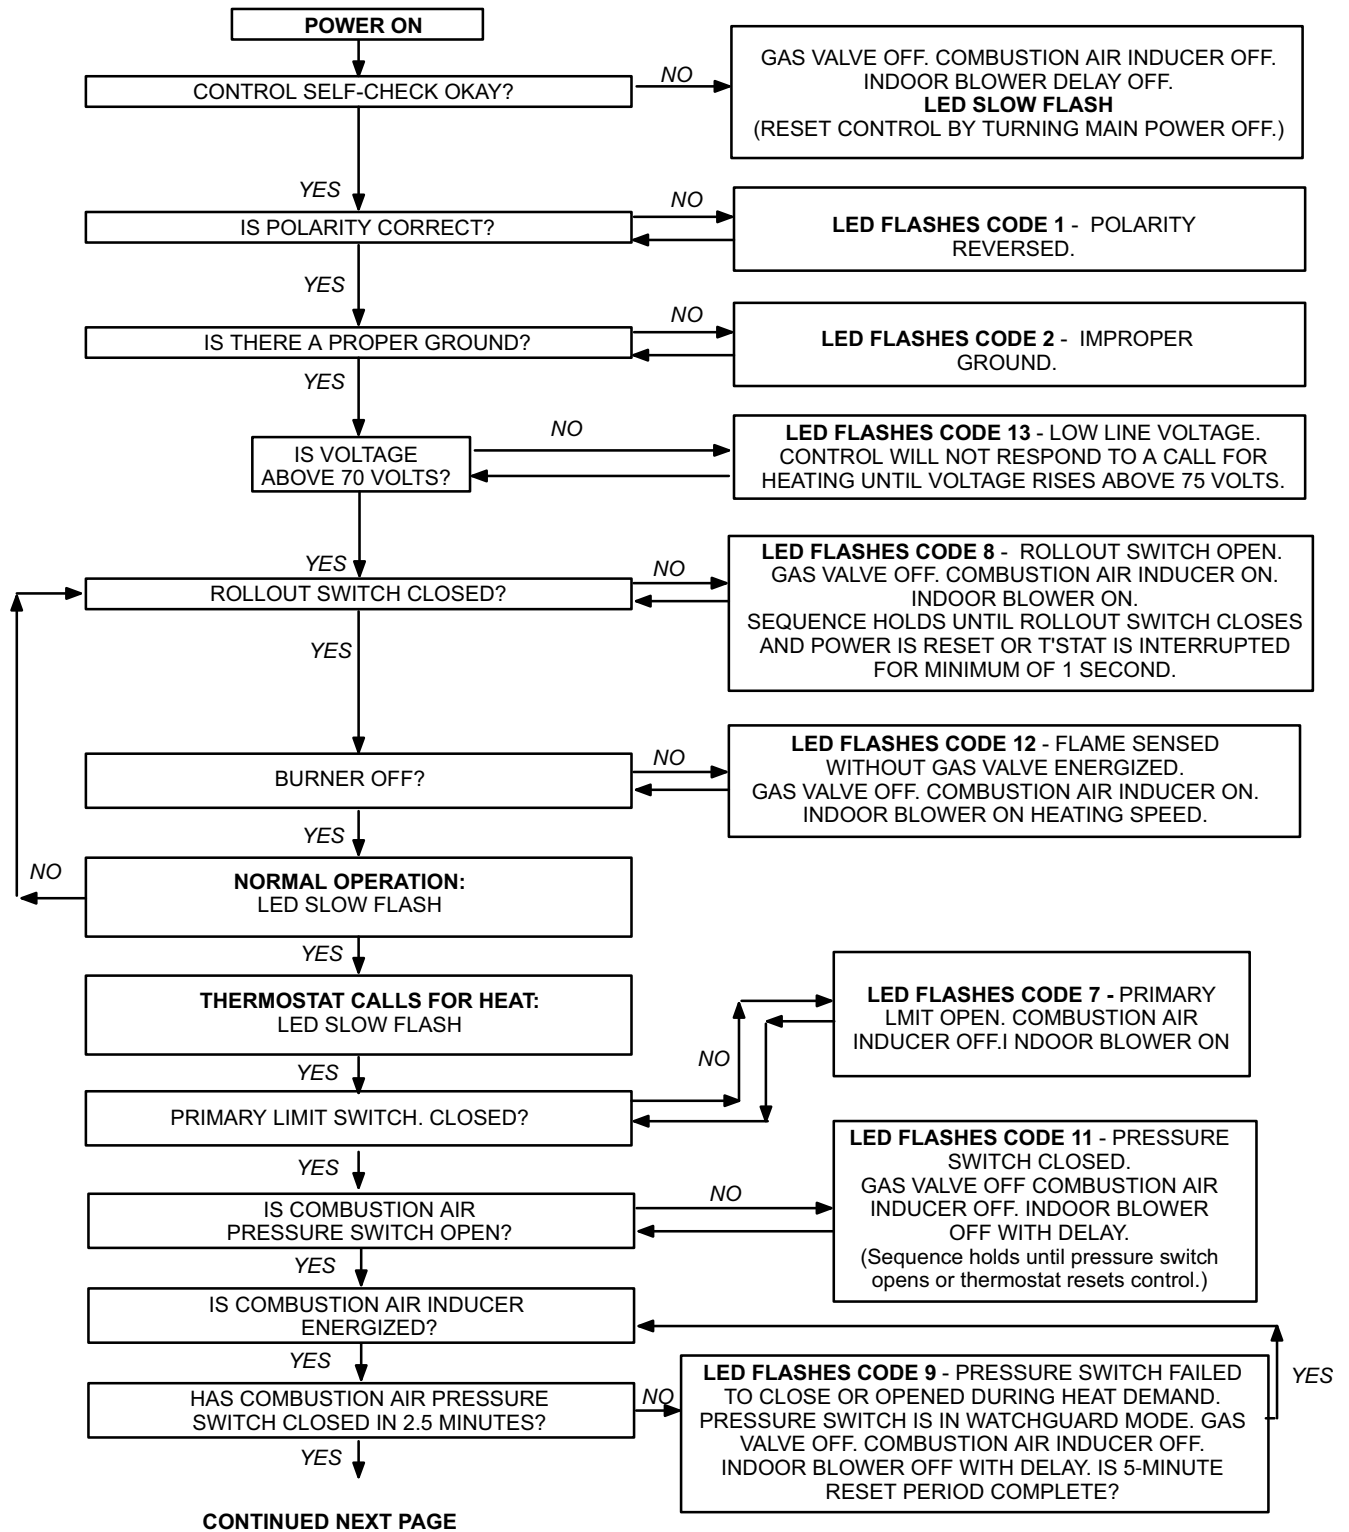 POWER ON
CONTROL SELF-CHECK OKAY?
NO
GAS VALVE OFF. COMBUSTION AIR INDUCER OFF.
INDOOR BLOWER DELAY OFF.
LED SLOW FLASH
(RESET CONTROL BY TURNING MAIN POWER OFF.)
YES
IS POLARITY CORRECT?
NO
LED FLASHES CODE 1 - POLARITY
REVERSED.
YES
IS THERE A PROPER GROUND?
NO
LED FLASHES CODE 2 - IMPROPER
GROUND.
YES
IS VOLTAGE
ABOVE 70 VOLTS?
NO
LED FLASHES CODE 13 - LOW LINE VOLTAGE.
CONTROL WILL NOT RESPOND TO A CALL FOR
HEATING UNTIL VOLTAGE RISES ABOVE 75 VOLTS.
YES
ROLLOUT SWITCH CLOSED?
NO
LED FLASHES CODE 8 - ROLLOUT SWITCH OPEN.
GAS VALVE OFF. COMBUSTION AIR INDUCER ON.
INDOOR BLOWER ON.
SEQUENCE HOLDS UNTIL ROLLOUT SWITCH CLOSES
AND POWER IS RESET OR T'STAT IS INTERRUPTED
FOR MINIMUM OF 1 SECOND.
YES
BURNER OFF?
NO
LED FLASHES CODE 12 - FLAME SENSED
WITHOUT GAS VALVE ENERGIZED.
GAS VALVE OFF. COMBUSTION AIR INDUCER ON.
INDOOR BLOWER ON HEATING SPEED.
YES
NO
NORMAL OPERATION:
LED SLOW FLASH
YES
THERMOSTAT CALLS FOR HEAT:
LED SLOW FLASH
LED FLASHES CODE 7 - PRIMARY
LMIT OPEN. COMBUSTION AIR
INDUCER OFF.I NDOOR BLOWER ON
NO
YES
PRIMARY LIMIT SWITCH. CLOSED?
YES
IS COMBUSTION AIR
PRESSURE SWITCH OPEN?
NO
LED FLASHES CODE 11 - PRESSURE
SWITCH CLOSED.
GAS VALVE OFF COMBUSTION AIR
INDUCER OFF. INDOOR BLOWER
OFF WITH DELAY.
(Sequence holds until pressure switch
opens or thermostat resets control.)
YES
IS COMBUSTION AIR INDUCER
ENERGIZED?
YES
HAS COMBUSTION AIR PRESSURE
SWITCH CLOSED IN 2.5 MINUTES?
NO
LED FLASHES CODE 9 - PRESSURE SWITCH FAILED
TO CLOSE OR OPENED DURING HEAT DEMAND.
PRESSURE SWITCH IS IN WATCHGUARD MODE. GAS
VALVE OFF. COMBUSTION AIR INDUCER OFF.
INDOOR BLOWER OFF WITH DELAY. IS 5-MINUTE
RESET PERIOD COMPLETE?
YES
YES
CONTINUED NEXT PAGE